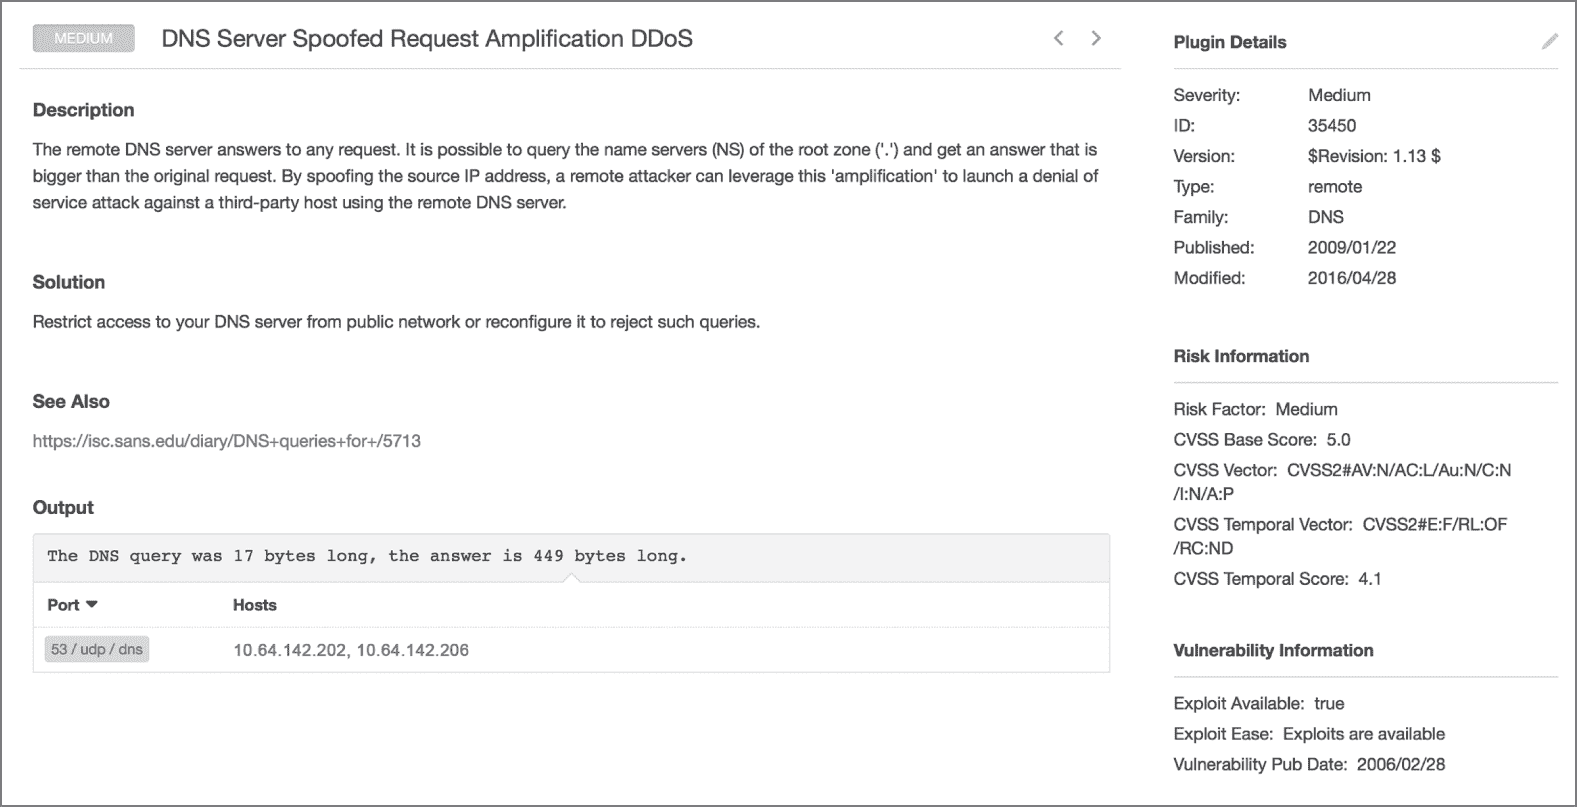 MEDIUM
DNS Server Spoofed Request Amplification DDoS
Description
The remote DNS server answers to any request. It is possible to query the name servers (NS) of the root zone ('.') and get an answer that is
bigger than the original request. By spoofing the source IP address, a remote attacker can leverage this 'amplification' to launch a denial of
service attack against a third-party host using the remote DNS server.
Solution
Restrict access to your DNS server from public network or reconfigure it to reject such queries.
See Also
https://isc.sans.edu/diary/DNS+queries+for+/5713
Output
The DNS query was 17 bytes long, the answer is 449 bytes long.
Port Hosts
53 / udp / dns 10.64.142.202, 10.64.142.206
Plugin Details
Severity: Medium
ID: 35450
Version: $Revision: 1.13 $
Type: remote
Family: DNS
Published: 2009/01/22
Modified: 2016/04/28
Risk Information
Risk Factor: Medium
CVSS Base Score: 5.0
CVSS Vector: CVSS2#AV:N/AC:L/Au:N/C:N
/I:N/A:P
CVSS Temporal Vector: CVSS2#E:F/RL:OF
/RC:ND
CVSS Temporal Score: 4.1
Vulnerability Information
Exploit Available: true
Exploit Ease: Exploits are available
Vulnerability Pub Date: 2006/02/28